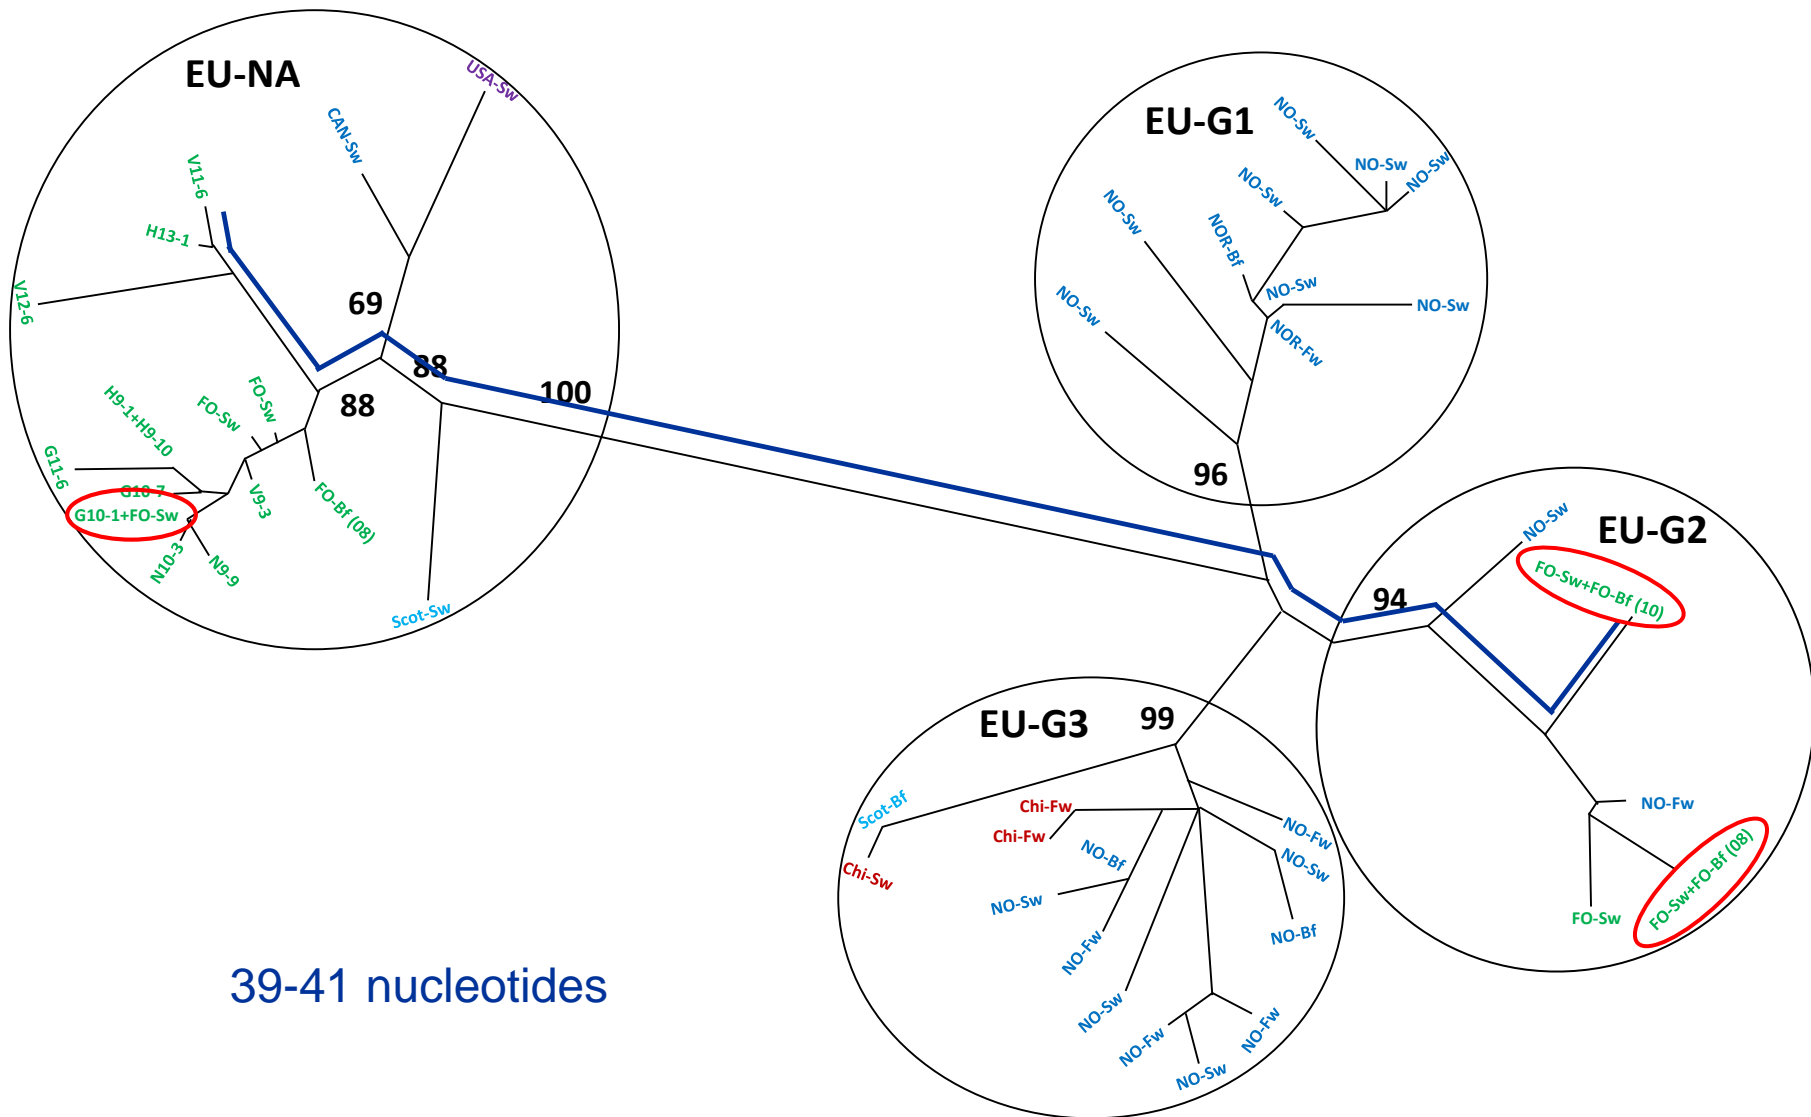 EU-NA
USA-Sw
CAN-Sw
V11-6
H13-1
V12-6
69
88
100
88
H9-1+H9-10
FO-Sw
FO-Sw
G11-6
G10-7
G10-1+FO-Sw
V9-3
FO-Bf (08)
N10-3
N9-9
Scot-Sw
EU-G1
NO-Sw
NO-Sw
NO-Sw
NO-Sw
NO-Sw
NOR-Bf
NO-Sw
NO-Sw
NO-Sw
NOR-Fw
96
EU-G2
NO-Sw
FO-Sw+FO-Bf (10)
94
NO-Fw
FO-Sw
FO-Sw+FO-Bf (08)
EU-G3
99
Scot-Bf
Chi-Sw
Chi-Fw
Chi-Fw
NO-Bf
NO-Sw
NO-Fw
NO-Sw
NO-Fw
NO-Sw
NO-Bf
NO-Fw
NO-Sw
NO-Fw
39-41 nucleotides